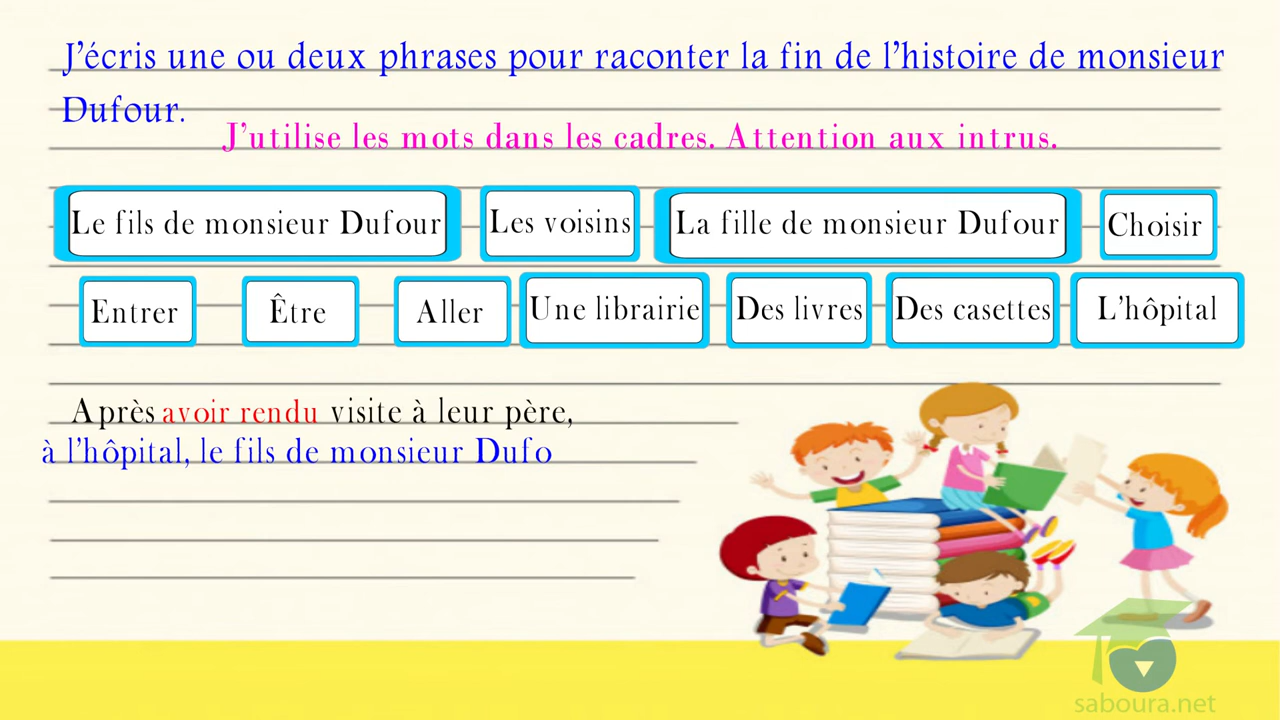 J'écris une ou deux phrases pour raconter la fin de l'histoire de monsieur
Dufour.
J'utilise les mots dans les cadres. Attention aux intrus.
Le fils de monsieur Dufour Les voisins La fille de monsieur Dufour Choisir
Entrer Être Aller Une librairie Des livres Des casettes L'hôpital
Après avoir rendu visite à leur père,
à l'hôpital, le fils de monsieur Dufo
saboura.net